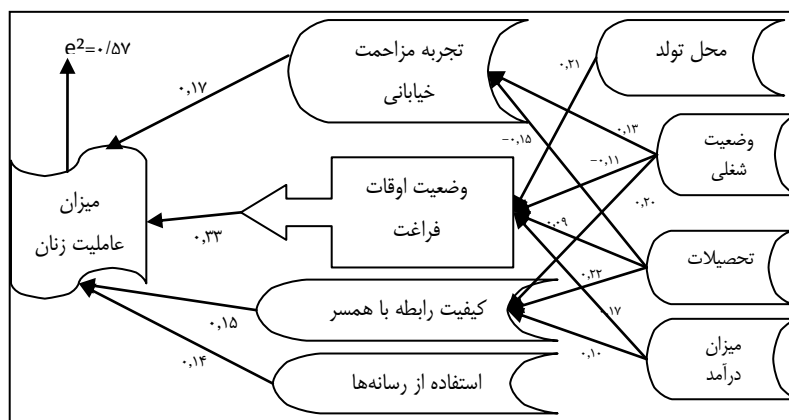 e²=۰/۵۷
تجربه مزاحمت
خیابانی
محل تولد
۰,۲۱
۰,۱۷
۰,۱۳
وضعیت
شغلی
-۰,۱۵
-۰,۱۱
میزان
عاملیت زنان
وضعیت اوقات
فراغت
۰,۲۰
۰,۳۳
۰,۰۹
تحصیلات
۰,۲۲
کیفیت رابطه با همسر
۰,۱۵
۰,۱۷
میزان
درآمد
۰,۱۰
۰,۱۴
استفاده از رسانه‌ها